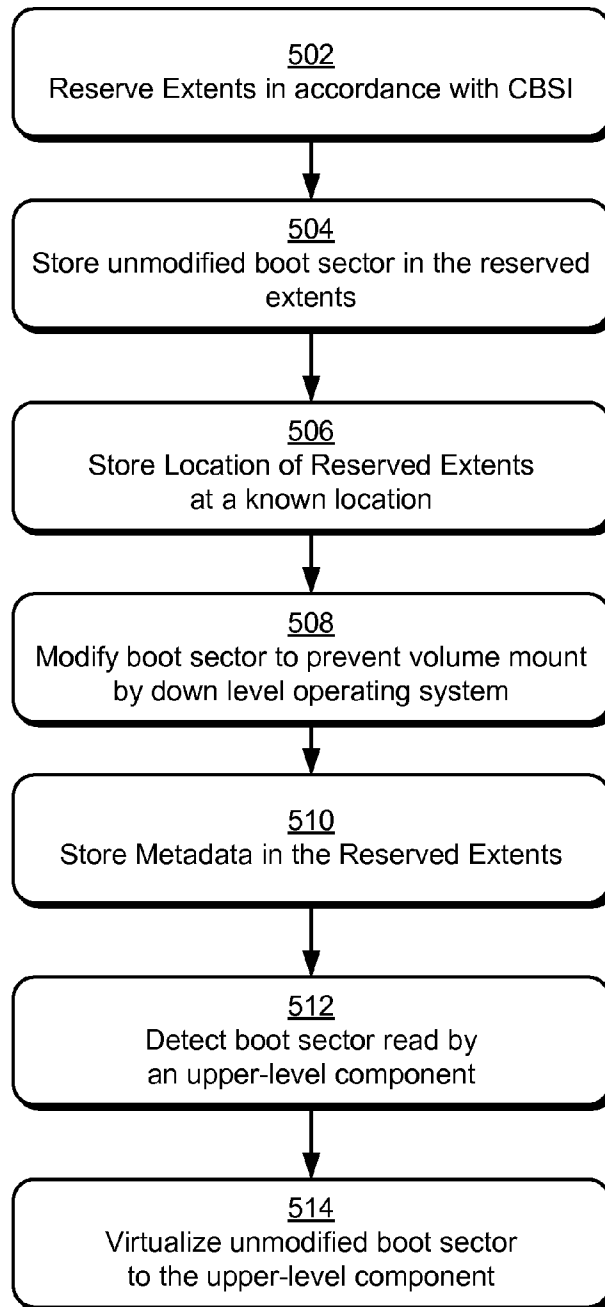 502
Reserve Extents in accordance with CBSI
504
Store unmodified boot sector in the reserved
extents
506
Store Location of Reserved Extents
at a known location
508
Modify boot sector to prevent volume mount
by down level operating system
510
Store Metadata in the Reserved Extents
512
Detect boot sector read by
an upper-level component
514
Virtualize unmodified boot sector
to the upper-level component